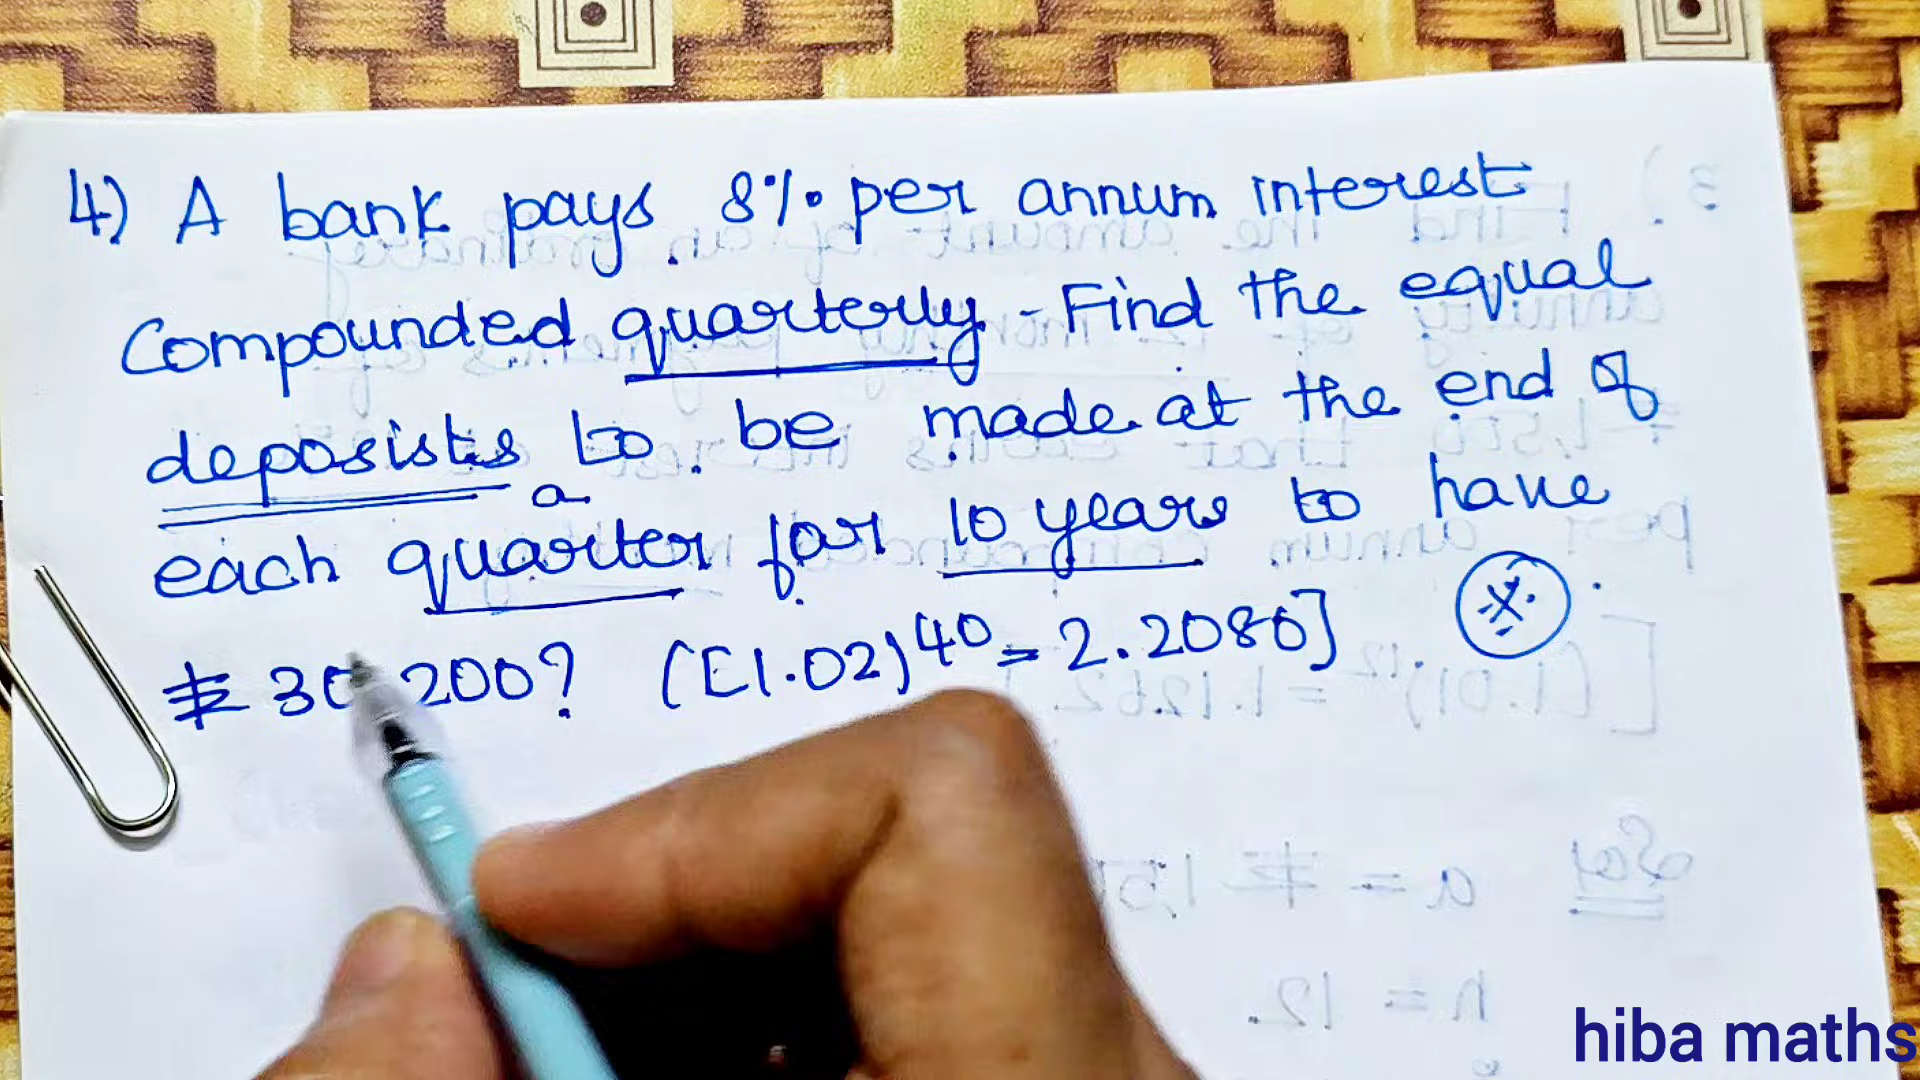 4) A bank pays 8% per annum interest
Compounded quarterly - Find the equal
deposists to be made at the end of
a
each quarter for 10 years to have
₹ 30,200? ([1.02)⁴⁰ = 2.2080]
hiba maths